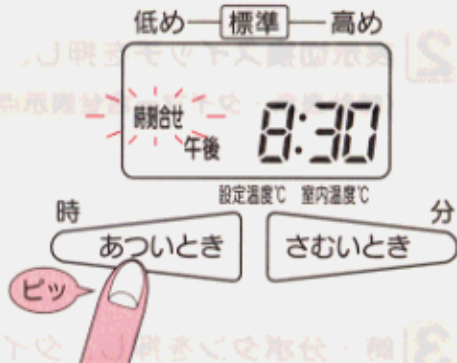 低め 標準 高め
時刻合せ
午後 8:30
設定温度℃ 室内温度℃
時 分
あついとき さむいとき
ピッ